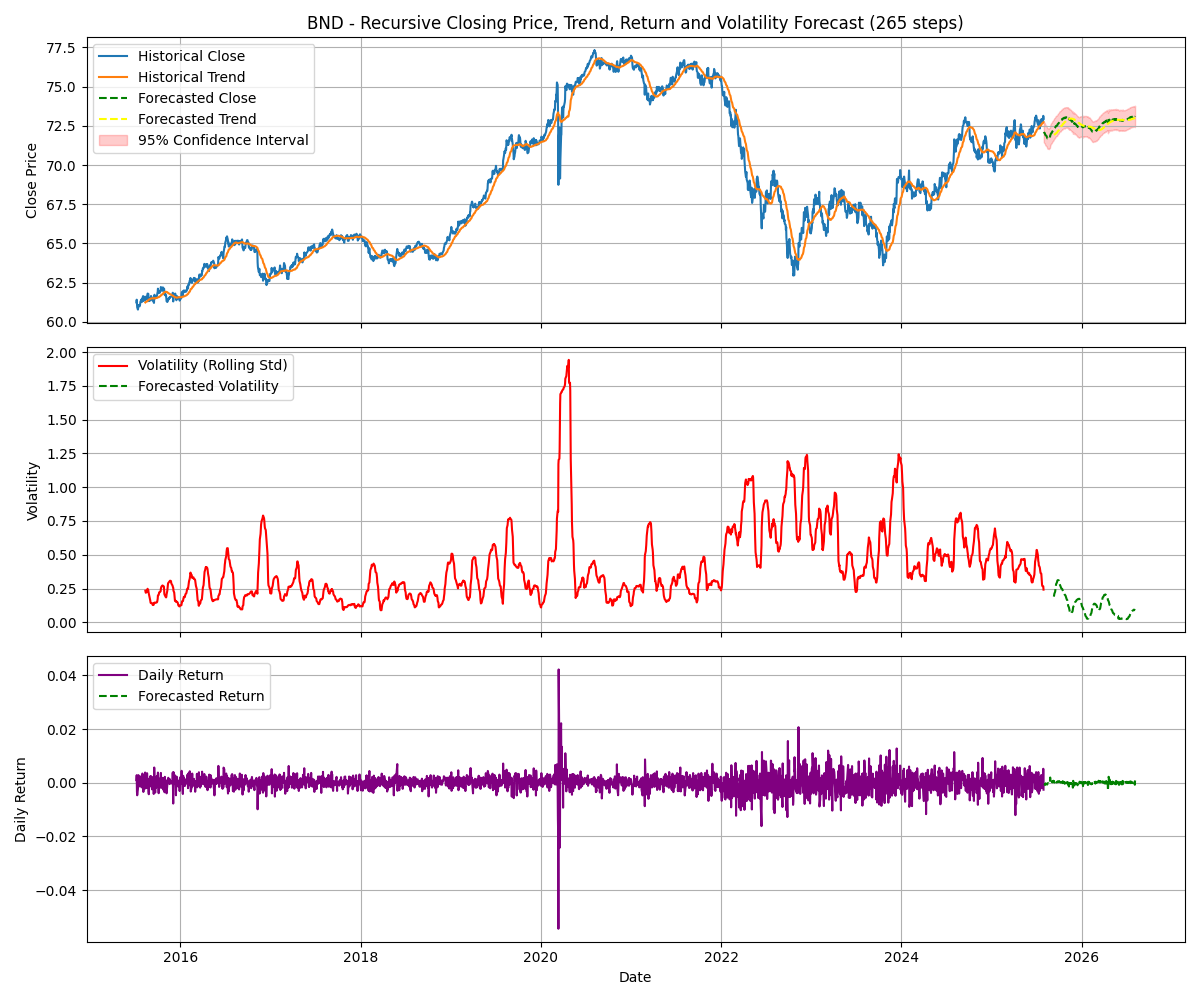 BND - Recursive Closing Price, Trend, Return and Volatility Forecast (265 steps)
77.5
75.0
72.5
70.0
67.5
65.0
62.5
60.0
Close Price
Historical Close
Historical Trend
Forecasted Close
Forecasted Trend
95% Confidence Interval
2.00
1.75
1.50
1.25
1.00
0.75
0.50
0.25
0.00
Volatility
Volatility (Rolling Std)
Forecasted Volatility
0.04
0.02
0.00
−0.02
−0.04
Daily Return
Daily Return
Forecasted Return
2016 2018 2020 2022 2024 2026
Date